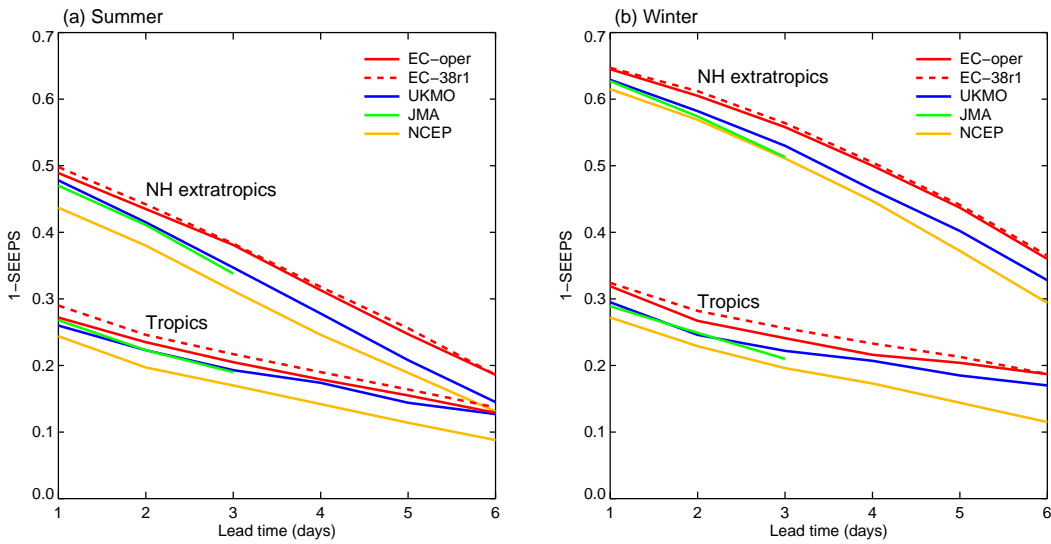 (a) Summer
0.7
0.6
0.5
0.4
0.3
0.2
0.1
0.0
1−SEEPS
EC−oper
EC−38r1
UKMO
JMA
NCEP
NH extratropics
Tropics
1 2 3 4 5 6
Lead time (days)
(b) Winter
0.7
0.6
0.5
0.4
0.3
0.2
0.1
0.0
1−SEEPS
NH extratropics
EC−oper
EC−38r1
UKMO
JMA
NCEP
Tropics
1 2 3 4 5 6
Lead time (days)